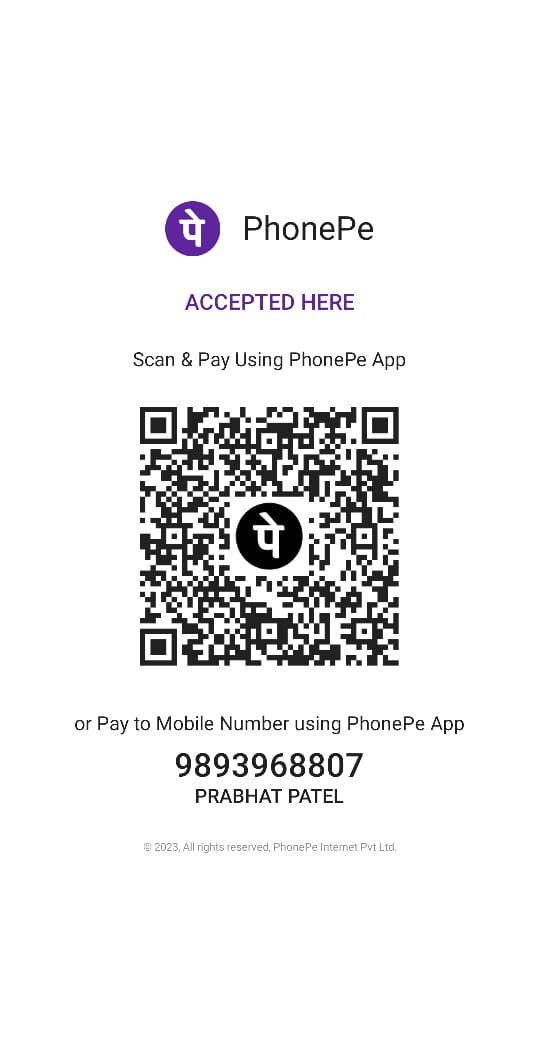 पे PhonePe
ACCEPTED HERE
Scan & Pay Using PhonePe App
पे
or Pay to Mobile Number using PhonePe App
9893968807
PRABHAT PATEL
© 2023, All rights reserved, PhonePe Internet Pvt Ltd.